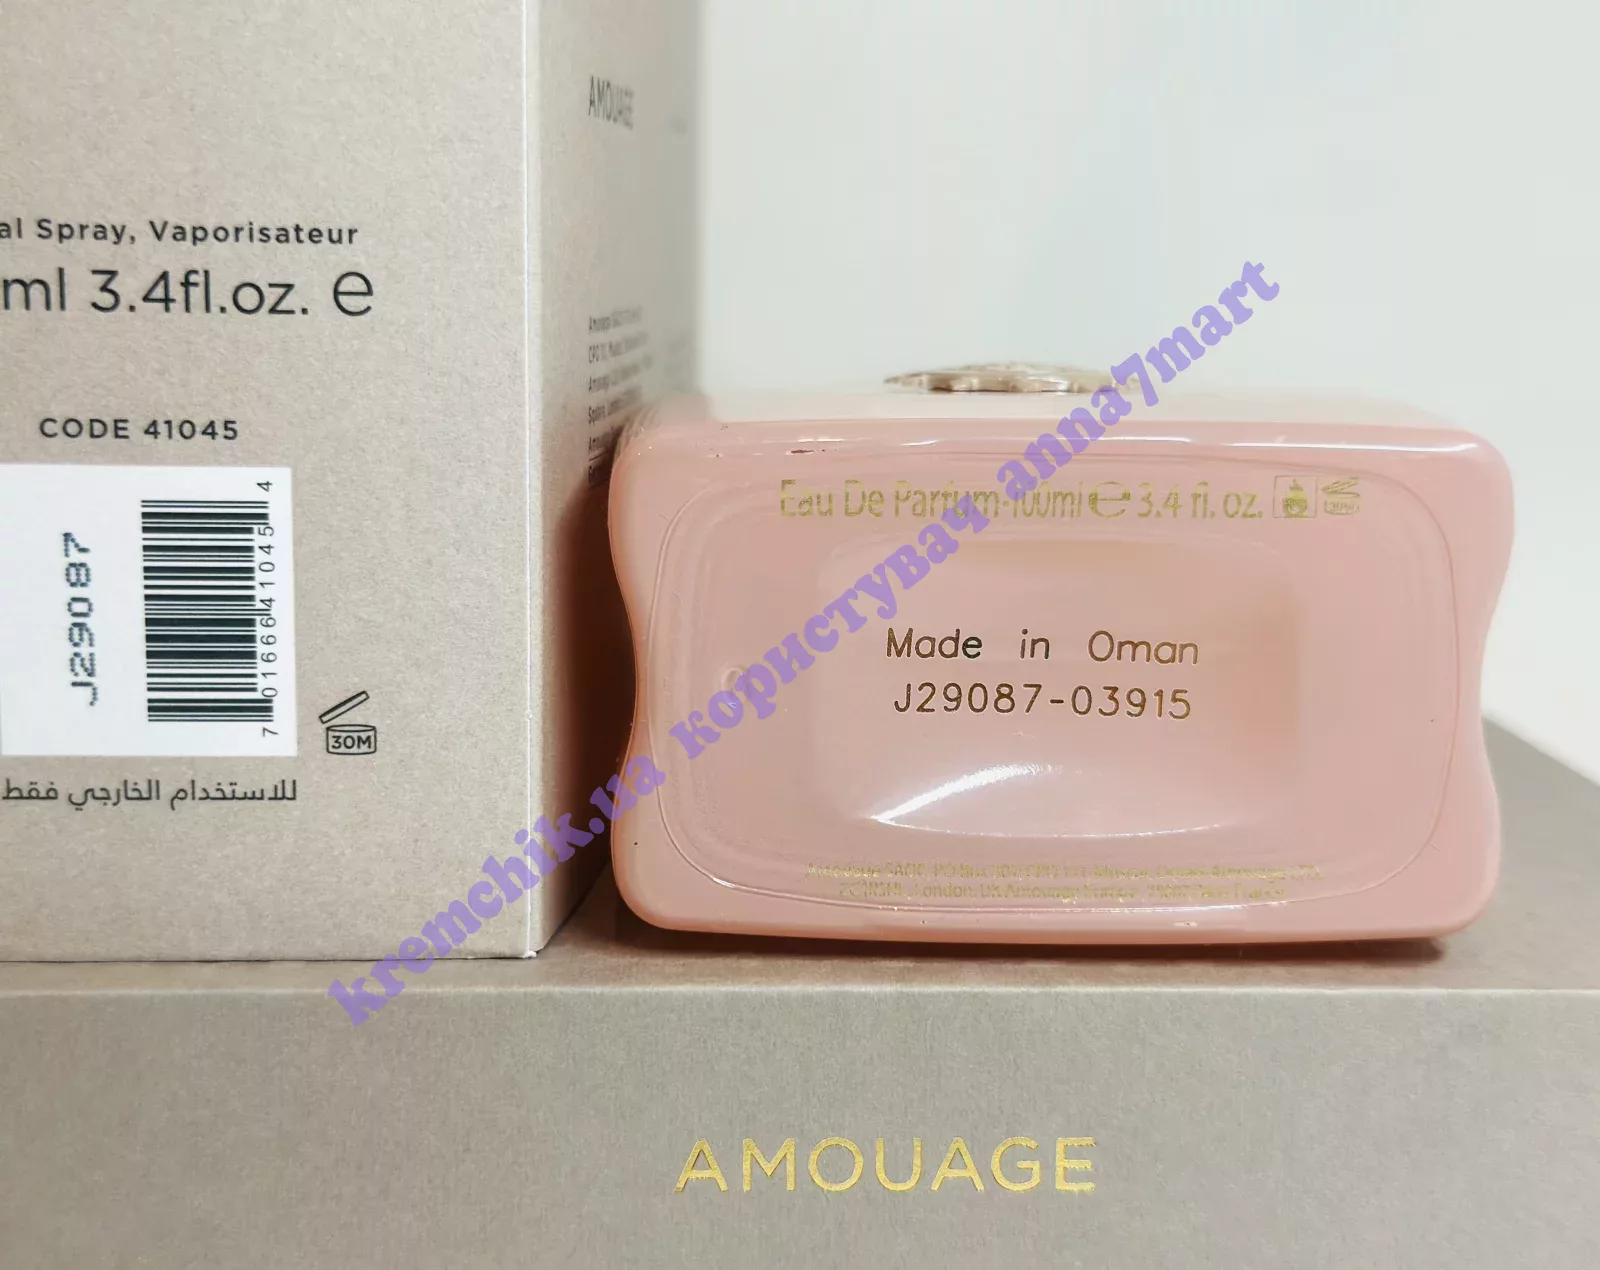 al Spray, Vaporisateur
ml 3.4fl.oz. e
CODE 41045
J29087
7 01666 41045 4
30M
للاستخدام الخارجي فقط
AMOUAGE
Eau De Parfum·100ml e 3.4 fl. oz.
Made in Oman
J29087-03915
AMOUAGE
kremchik.ua користувач anna7mart